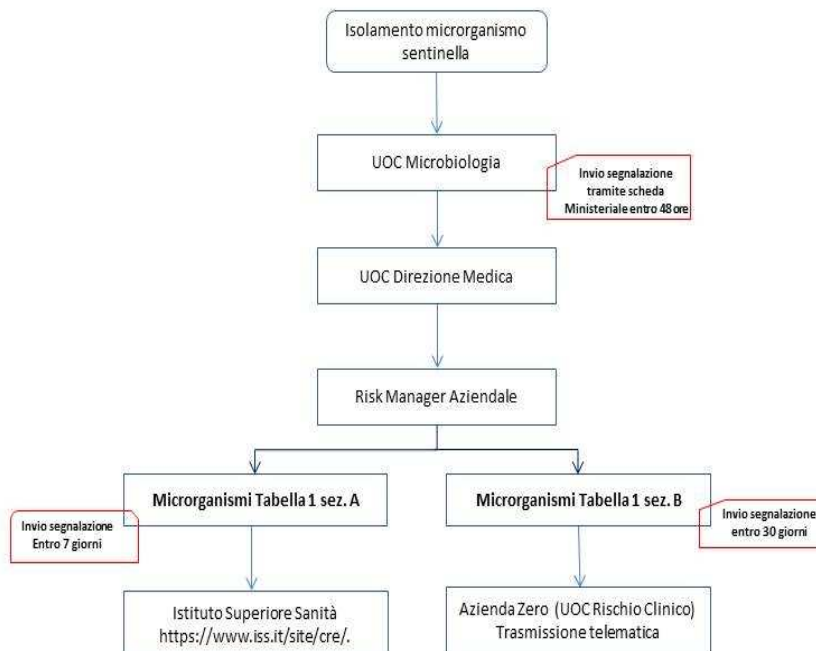 Isolamento microrganismo
sentinella
UOC Microbiologia
Invio segnalazione
tramite scheda
Ministeriale entro 48 ore
UOC Direzione Medica
Risk Manager Aziendale
Microrganismi Tabella 1 sez. A
Microrganismi Tabella 1 sez. B
Invio segnalazione
Entro 7 giorni
Invio segnalazione
entro 30 giorni
Istituto Superiore Sanità
https://www.iss.it/site/cre/.
Azienda Zero (UOC Rischio Clinico)
Trasmissione telematica